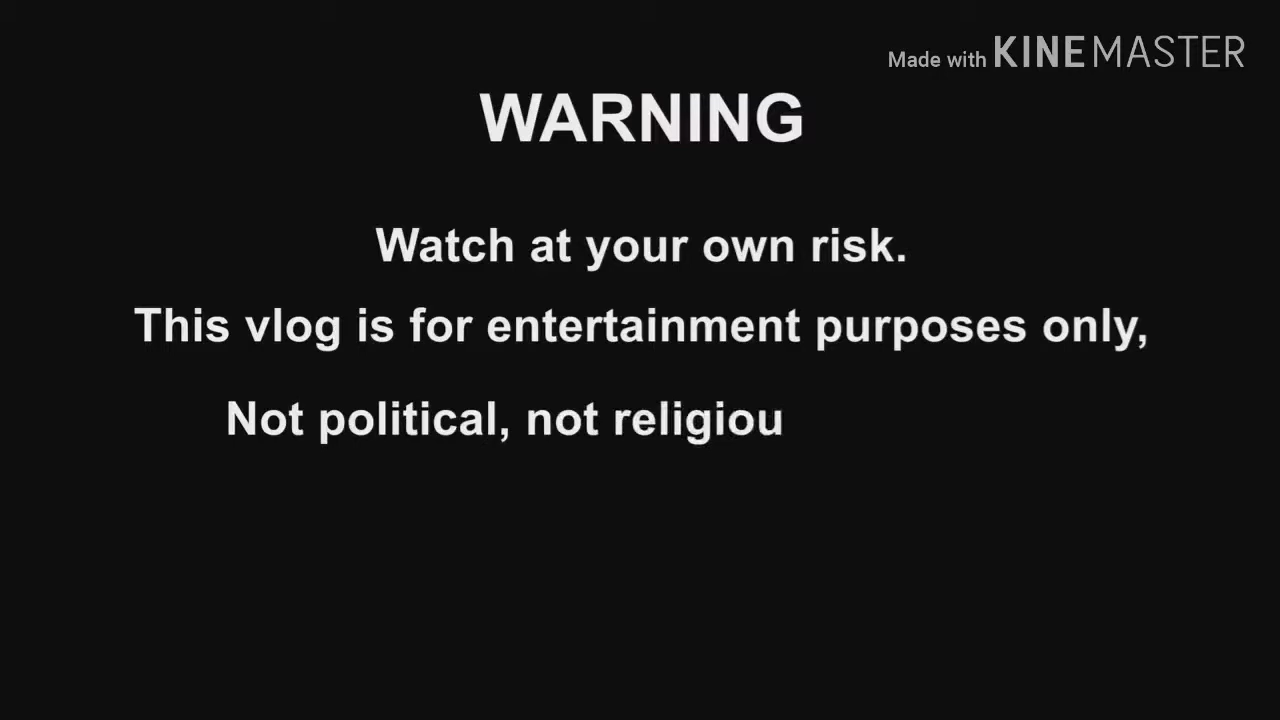 Made with KINEMASTER
WARNING
Watch at your own risk.
This vlog is for entertainment purposes only,
Not political, not religiou